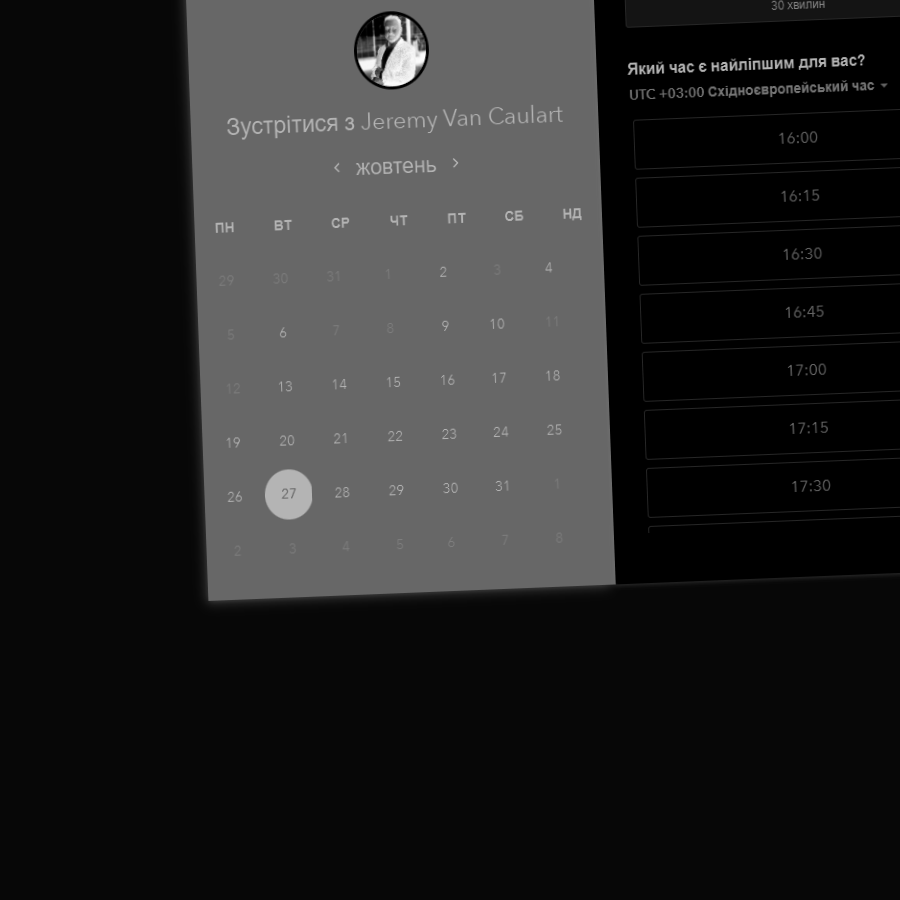 30 хвилин
Зустрітися з Jeremy Van Caulart
‹ жовтень ›
ПН ВТ СР ЧТ ПТ СБ НД
29 30 31 1 2 3 4
5 6 7 8 9 10 11
12 13 14 15 16 17 18
19 20 21 22 23 24 25
26 27 28 29 30 31 1
2 3 4 5 6 7 8
Який час є найліпшим для вас?
UTC +03:00 Східноєвропейський час
16:00
16:15
16:30
16:45
17:00
17:15
17:30